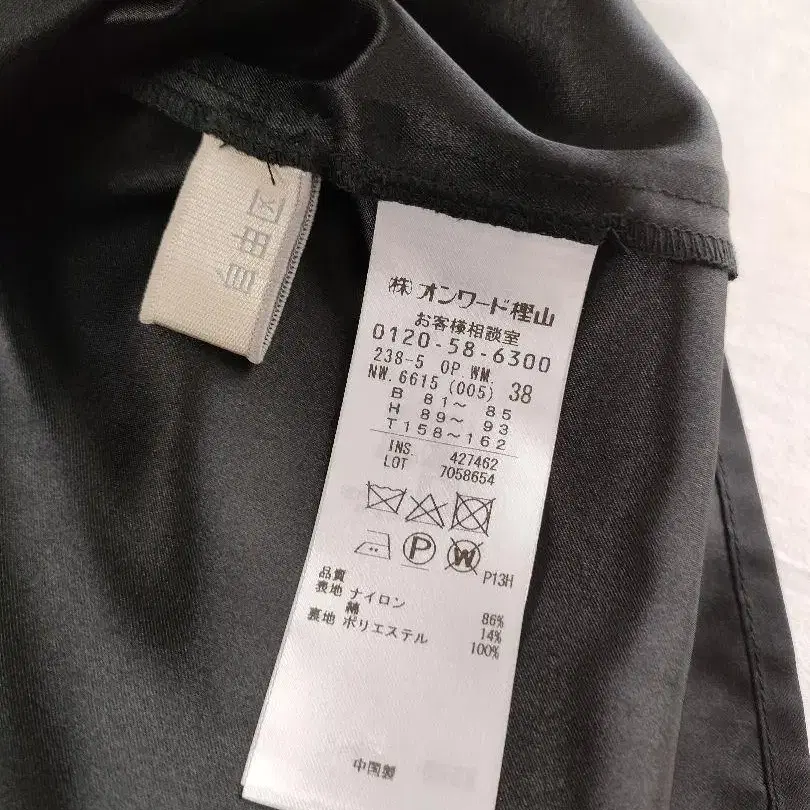 自由区
㈱オンワード樫山
お客様相談室
0120-58-6300
238-5 OP.WM.
NW.6615 (005) 38
B 81～ 85
H 89～ 93
T158～162
INS. 427462
LOT 7058654
P W P13H
品質
表地 ナイロン 86%
綿 14%
裏地 ポリエステル 100%
中国製